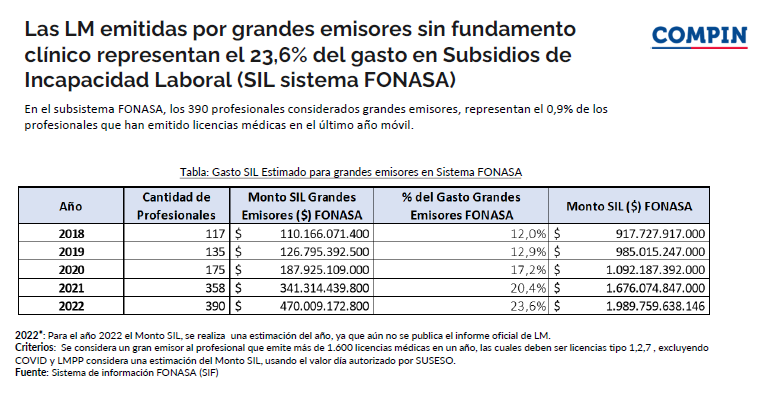 Las LM emitidas por grandes emisores sin fundamento
clínico representan el 23,6% del gasto en Subsidios de
Incapacidad Laboral (SIL sistema FONASA)
COMPIN
En el subsistema FONASA, los 390 profesionales considerados grandes emisores, representan el 0,9% de los
profesionales que han emitido licencias médicas en el último año móvil.
Tabla: Gasto SIL Estimado para grandes emisores en Sistema FONASA
Año | Cantidad de Profesionales | Monto SIL Grandes Emisores ($) FONASA | % del Gasto Grandes Emisores FONASA | Monto SIL ($) FONASA
2018 | 117 | $ 110.166.071.400 | 12,0% | $ 917.727.917.000
2019 | 135 | $ 126.795.392.500 | 12,9% | $ 985.015.247.000
2020 | 175 | $ 187.925.109.000 | 17,2% | $ 1.092.187.392.000
2021 | 358 | $ 341.314.439.800 | 20,4% | $ 1.676.074.847.000
2022 | 390 | $ 470.009.172.800 | 23,6% | $ 1.989.759.638.146
2022*: Para el año 2022 el Monto SIL, se realiza una estimación del año, ya que aún no se publica el informe oficial de LM.
Criterios: Se considera un gran emisor al profesional que emite más de 1.600 licencias médicas en un año, las cuales deben ser licencias tipo 1,2,7 , excluyendo
COVID y LMPP considera una estimación del Monto SIL, usando el valor día autorizado por SUSESO.
Fuente: Sistema de información FONASA (SIF)